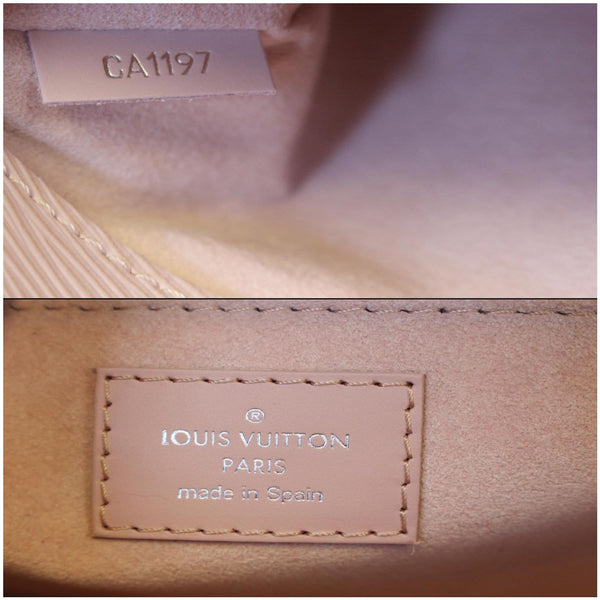 CA1197
®
LOUIS VUITTON
PARIS
made in Spain